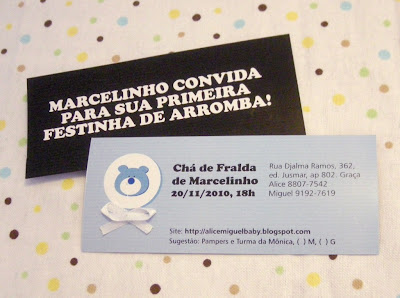 MARCELINHO CONVIDA
PARA SUA PRIMEIRA
FESTINHA DE ARROMBA!
Chá de Fralda
de Marcelinho
20/11/2010, 18h
Rua Djalma Ramos, 362,
ed. Jusmar, ap 802. Graça
Alice 8807-7542
Miguel 9192-7619
Site: http://alicemiguelbaby.blogspot.com
Sugestão: Pampers e Turma da Mônica, ( ) M, ( ) G